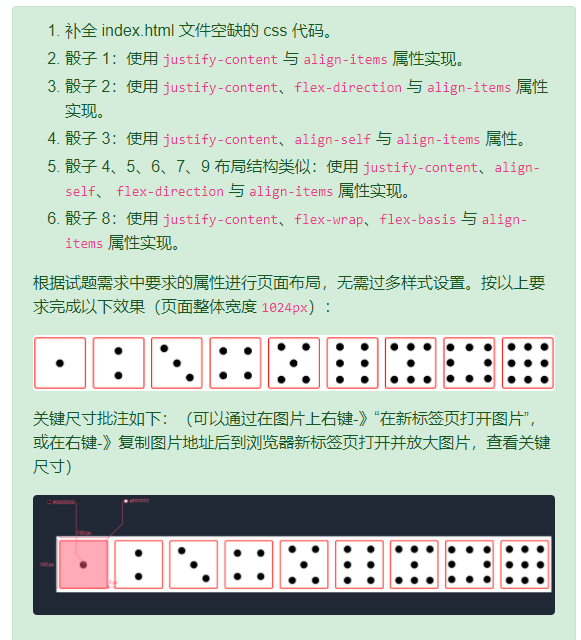 1. 补全 index.html 文件空缺的 css 代码。
2. 骰子 1：使用 justify-content 与 align-items 属性实现。
3. 骰子 2：使用 justify-content、flex-direction 与 align-items 属性
实现。
4. 骰子 3：使用 justify-content、align-self 与 align-items 属性。
5. 骰子 4、5、6、7、9 布局结构类似：使用 justify-content、align-
self、 flex-direction 与 align-items 属性实现。
6. 骰子 8：使用 justify-content、flex-wrap、flex-basis 与 align-
items 属性实现。
根据试题需求中要求的属性进行页面布局，无需过多样式设置。按以上要
求完成以下效果（页面整体宽度 1024px）：
关键尺寸批注如下：（可以通过在图片上右键-》“在新标签页打开图片”，
或在右键-》复制图片地址后到浏览器新标签页打开并放大图片，查看关键
尺寸）